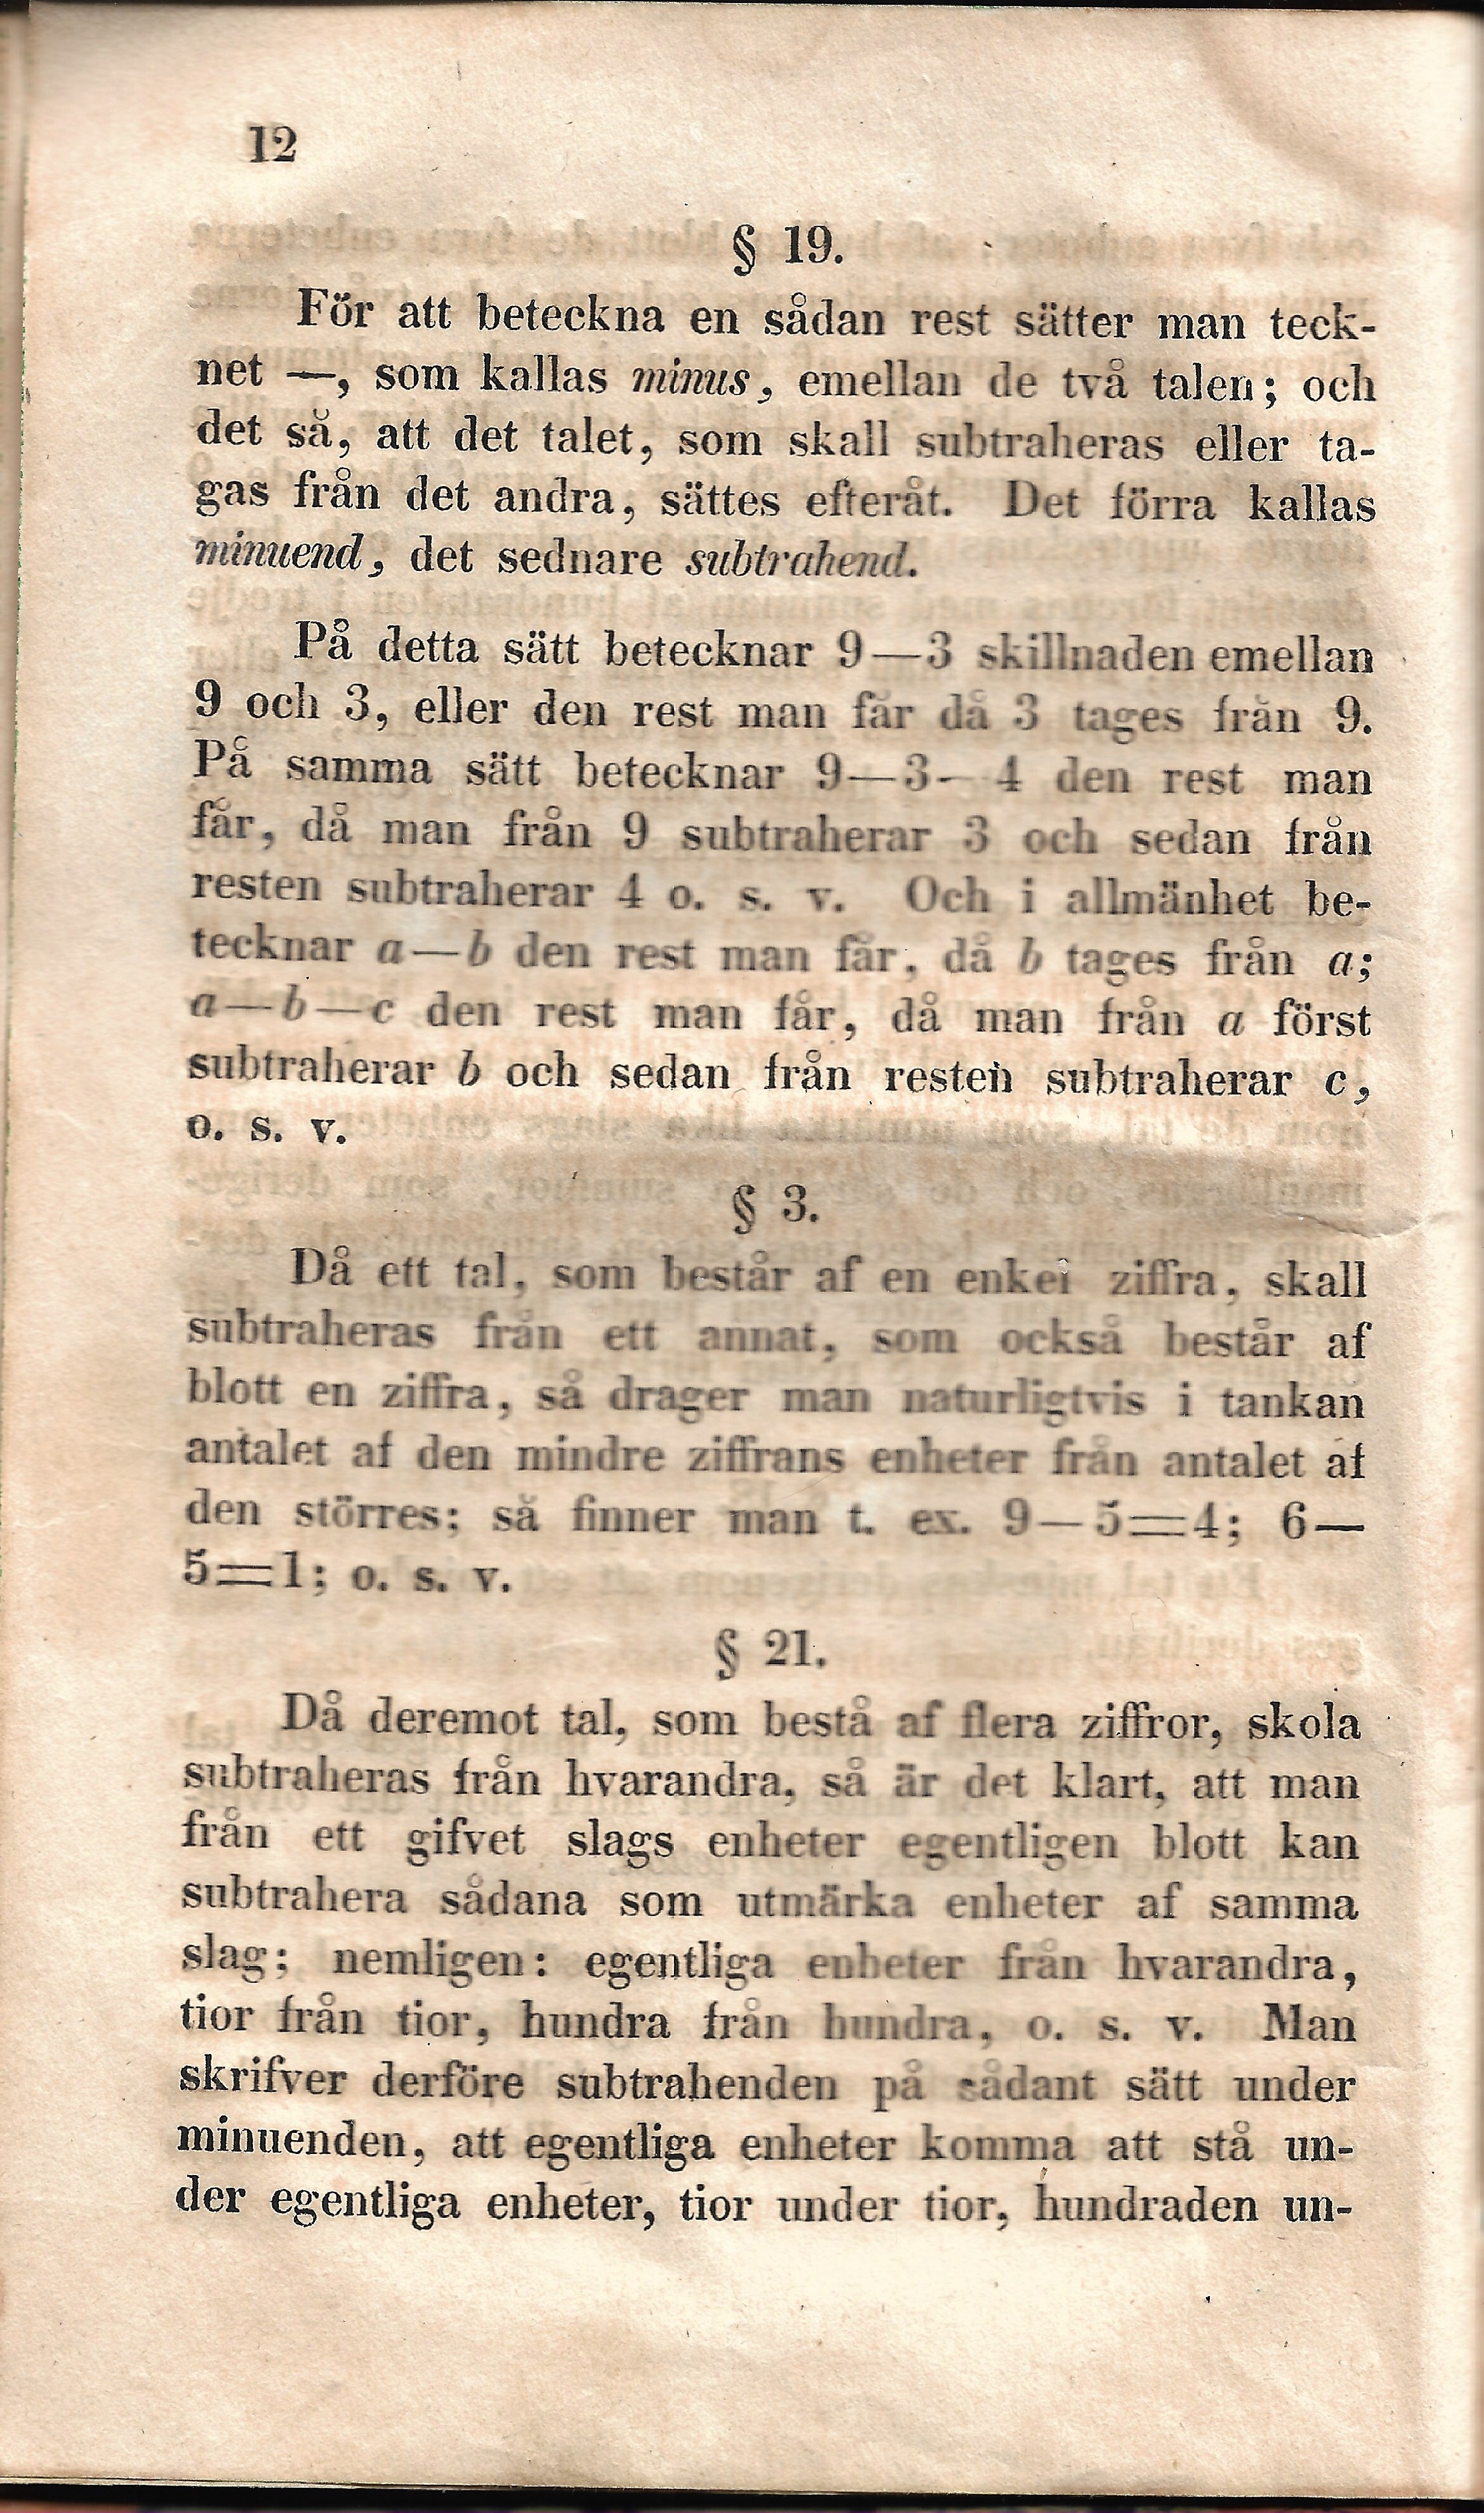 12
§ 19.
För att beteckna en sådan rest sätter man teck-
net —, som kallas minus, emellan de två talen; och
det så, att det talet, som skall subtraheras eller ta-
gas från det andra, sättes efteråt. Det förra kallas
minuend, det sednare subtrahend.
På detta sätt betecknar 9—3 skillnaden emellan
9 och 3, eller den rest man får då 3 tages från 9.
På samma sätt betecknar 9—3—4 den rest man
får, då man från 9 subtraherar 3 och sedan från
resten subtraherar 4 o. s. v. Och i allmänhet be-
tecknar a—b den rest man får, då b tages från a;
a—b—c den rest man får, då man från a först
subtraherar b och sedan från resten subtraherar c,
o. s. v.
§ 3.
Då ett tal, som består af en enkel ziffra, skall
subtraheras från ett annat, som också består af
blott en ziffra, så drager man naturligtvis i tankan
antalet af den mindre ziffrans enheter från antalet af
den störres; så finner man t. ex. 9—5=4; 6—
5=1; o. s. v.
§ 21.
Då deremot tal, som bestå af flera ziffror, skola
subtraheras från hvarandra, så är det klart, att man
från ett gifvet slags enheter egentligen blott kan
subtrahera sådana som utmärka enheter af samma
slag; nemligen: egentliga enheter från hvarandra,
tior från tior, hundra från hundra, o. s. v. Man
skrifver derföre subtrahenden på sådant sätt under
minuenden, att egentliga enheter komma att stå un-
der egentliga enheter, tior under tior, hundraden un-